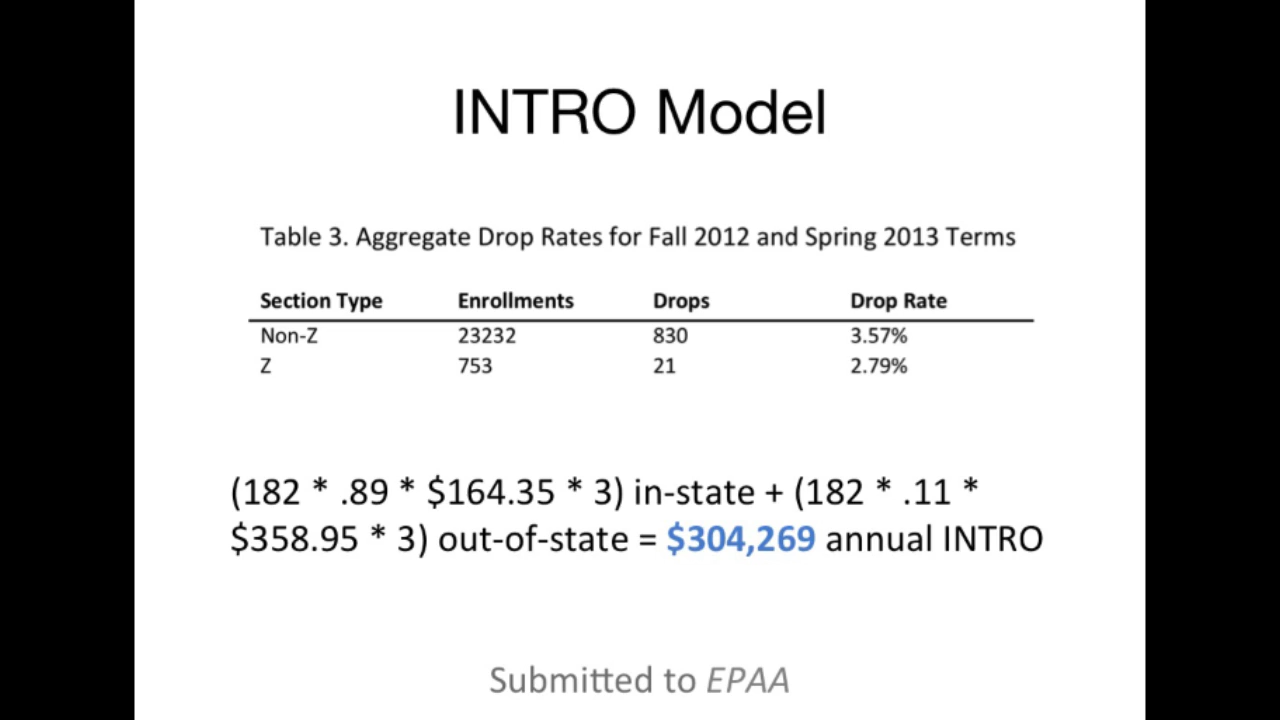 INTRO Model
Table 3. Aggregate Drop Rates for Fall 2012 and Spring 2013 Terms
Section Type Enrollments Drops Drop Rate
Non-Z 23232 830 3.57%
Z 753 21 2.79%
(182 * .89 * $164.35 * 3) in-state + (182 * .11 *
$358.95 * 3) out-of-state = $304,269 annual INTRO
Submitted to EPAA